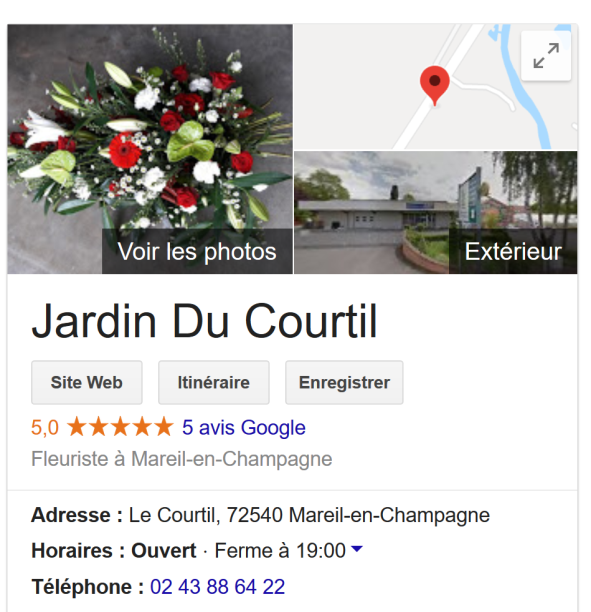 Voir les photos
Extérieur
Jardin Du Courtil
Site Web
Itinéraire
Enregistrer
5,0 ★★★★★ 5 avis Google
Fleuriste à Mareil-en-Champagne
Adresse : Le Courtil, 72540 Mareil-en-Champagne
Horaires : Ouvert · Ferme à 19:00
Téléphone : 02 43 88 64 22